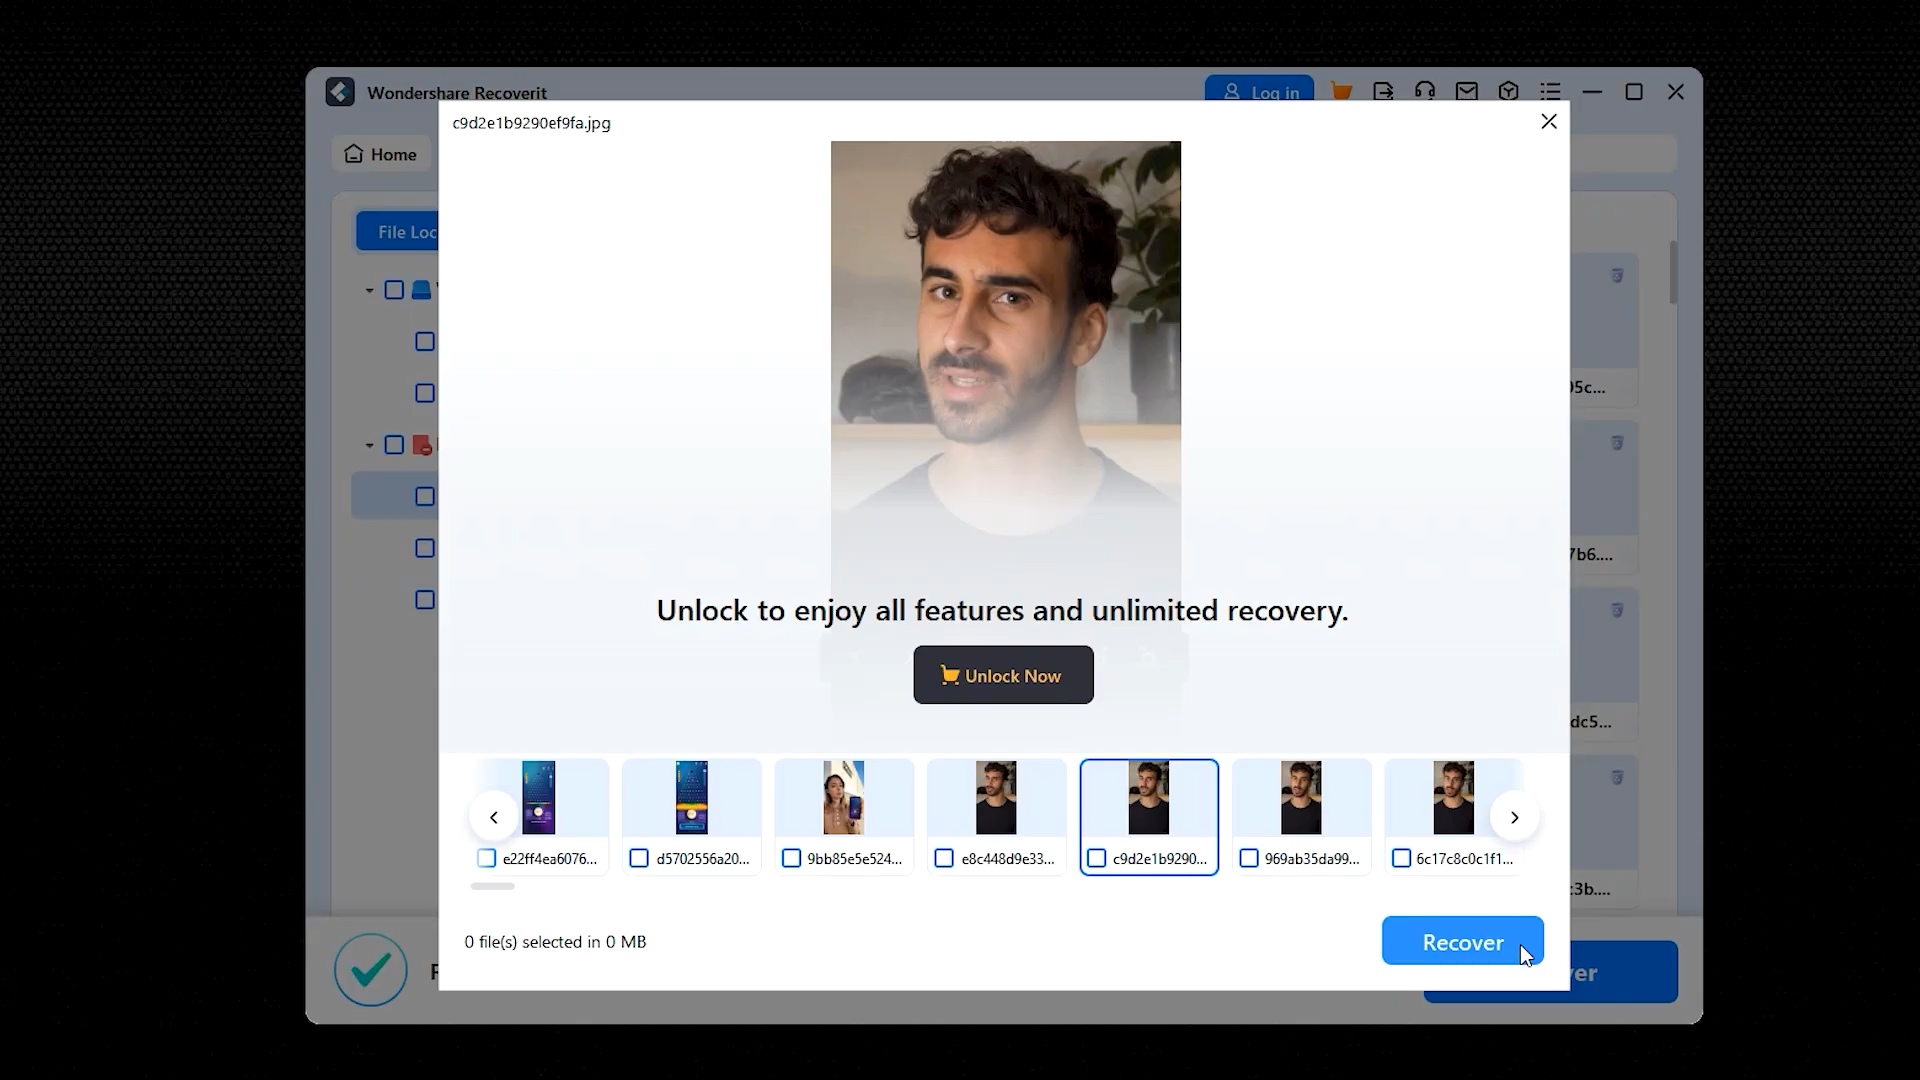 Wondershare Recoverit
Log in
c9d2e1b9290ef9fa.jpg
Home
File Loc
05c...
7b6....
dc5...
Unlock to enjoy all features and unlimited recovery.
Unlock Now
e22ff4ea6076...
d5702556a20...
9bb85e5e524...
e8c448d9e33...
c9d2e1b9290...
969ab35da99...
6c17c8c0c1f1...
:3b....
0 file(s) selected in 0 MB
Recover
er